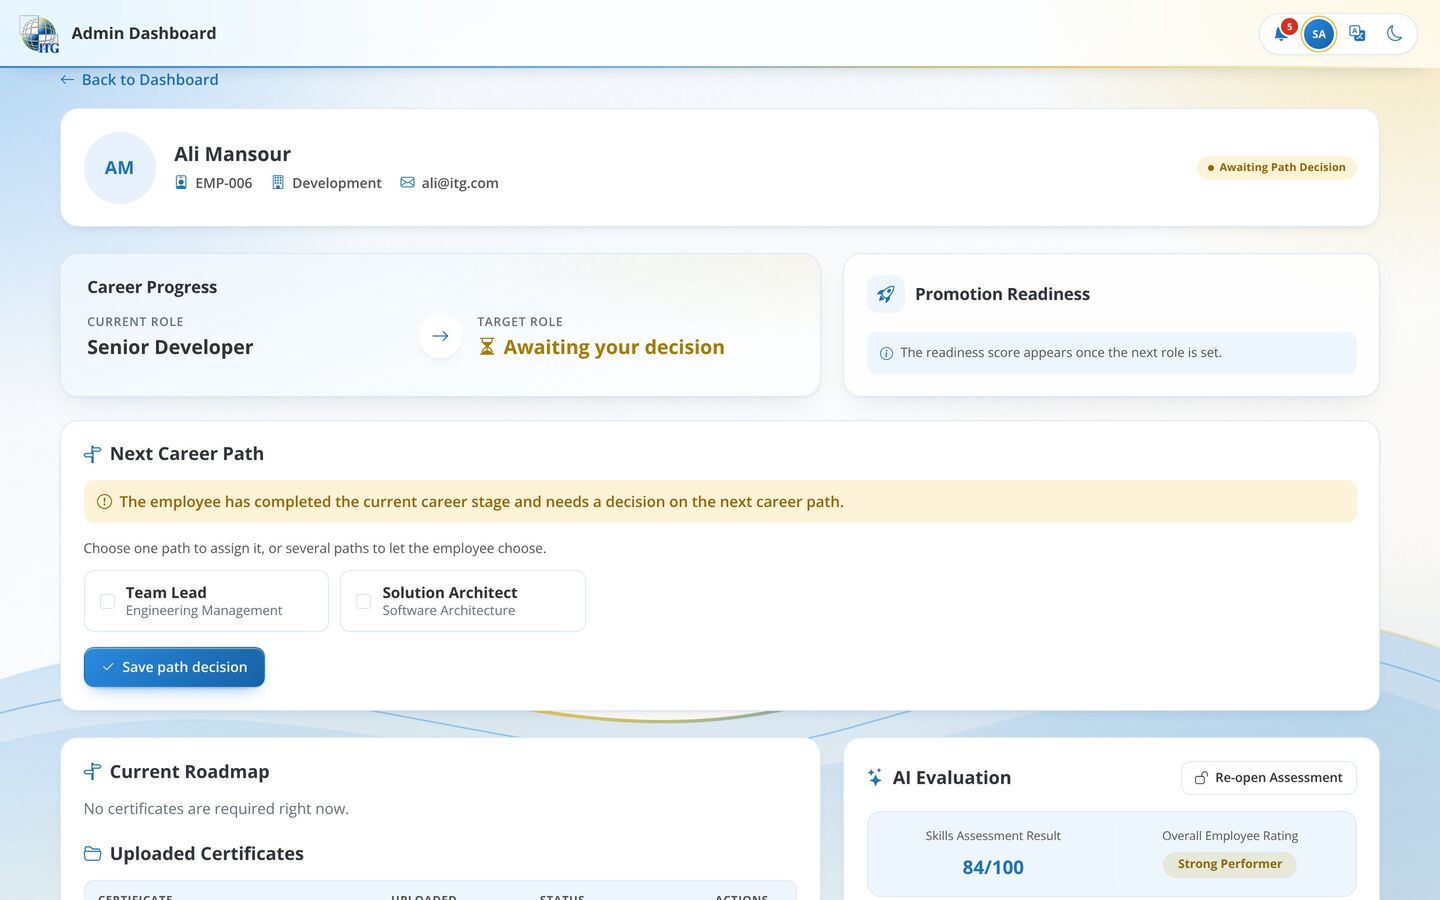 ITG
Admin Dashboard
5
SA
Back to Dashboard
AM
Ali Mansour
EMP-006
Development
ali@itg.com
Awaiting Path Decision
Career Progress
CURRENT ROLE
Senior Developer
TARGET ROLE
Awaiting your decision
Promotion Readiness
The readiness score appears once the next role is set.
Next Career Path
The employee has completed the current career stage and needs a decision on the next career path.
Choose one path to assign it, or several paths to let the employee choose.
Team Lead
Engineering Management
Solution Architect
Software Architecture
Save path decision
Current Roadmap
No certificates are required right now.
Uploaded Certificates
CERTIFICATE UPLOADED STATUS ACTIONS
AI Evaluation
Re-open Assessment
Skills Assessment Result
84/100
Overall Employee Rating
Strong Performer